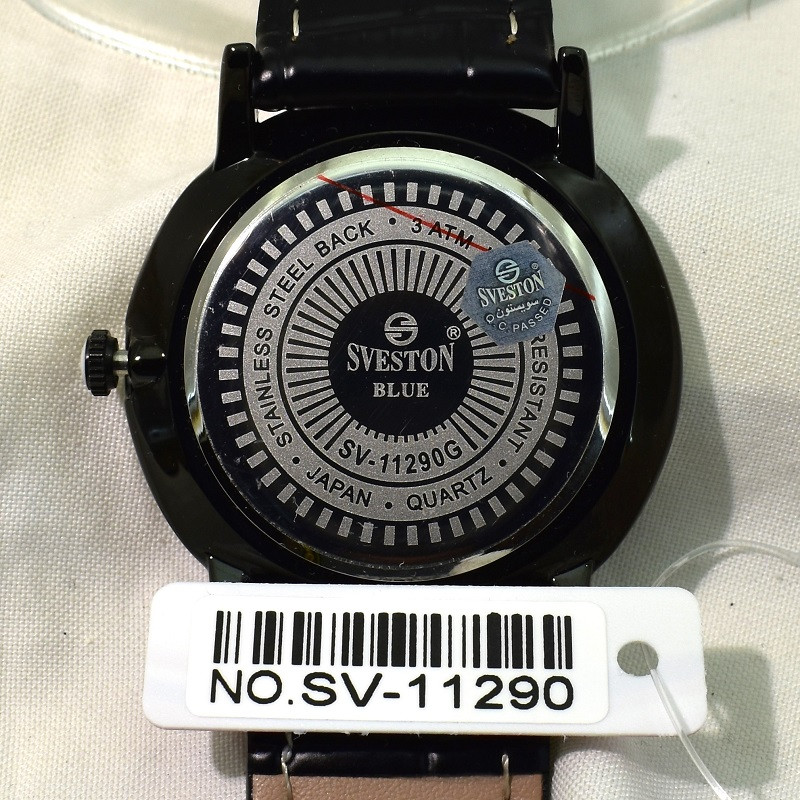 STAINLESS STEEL BACK • 3 ATM
RESISTANT
• JAPAN • QUARTZ •
SVESTON®
BLUE
SV-11290G
SVESTON®
سويستون
Q.C. PASSED
NO.SV-11290